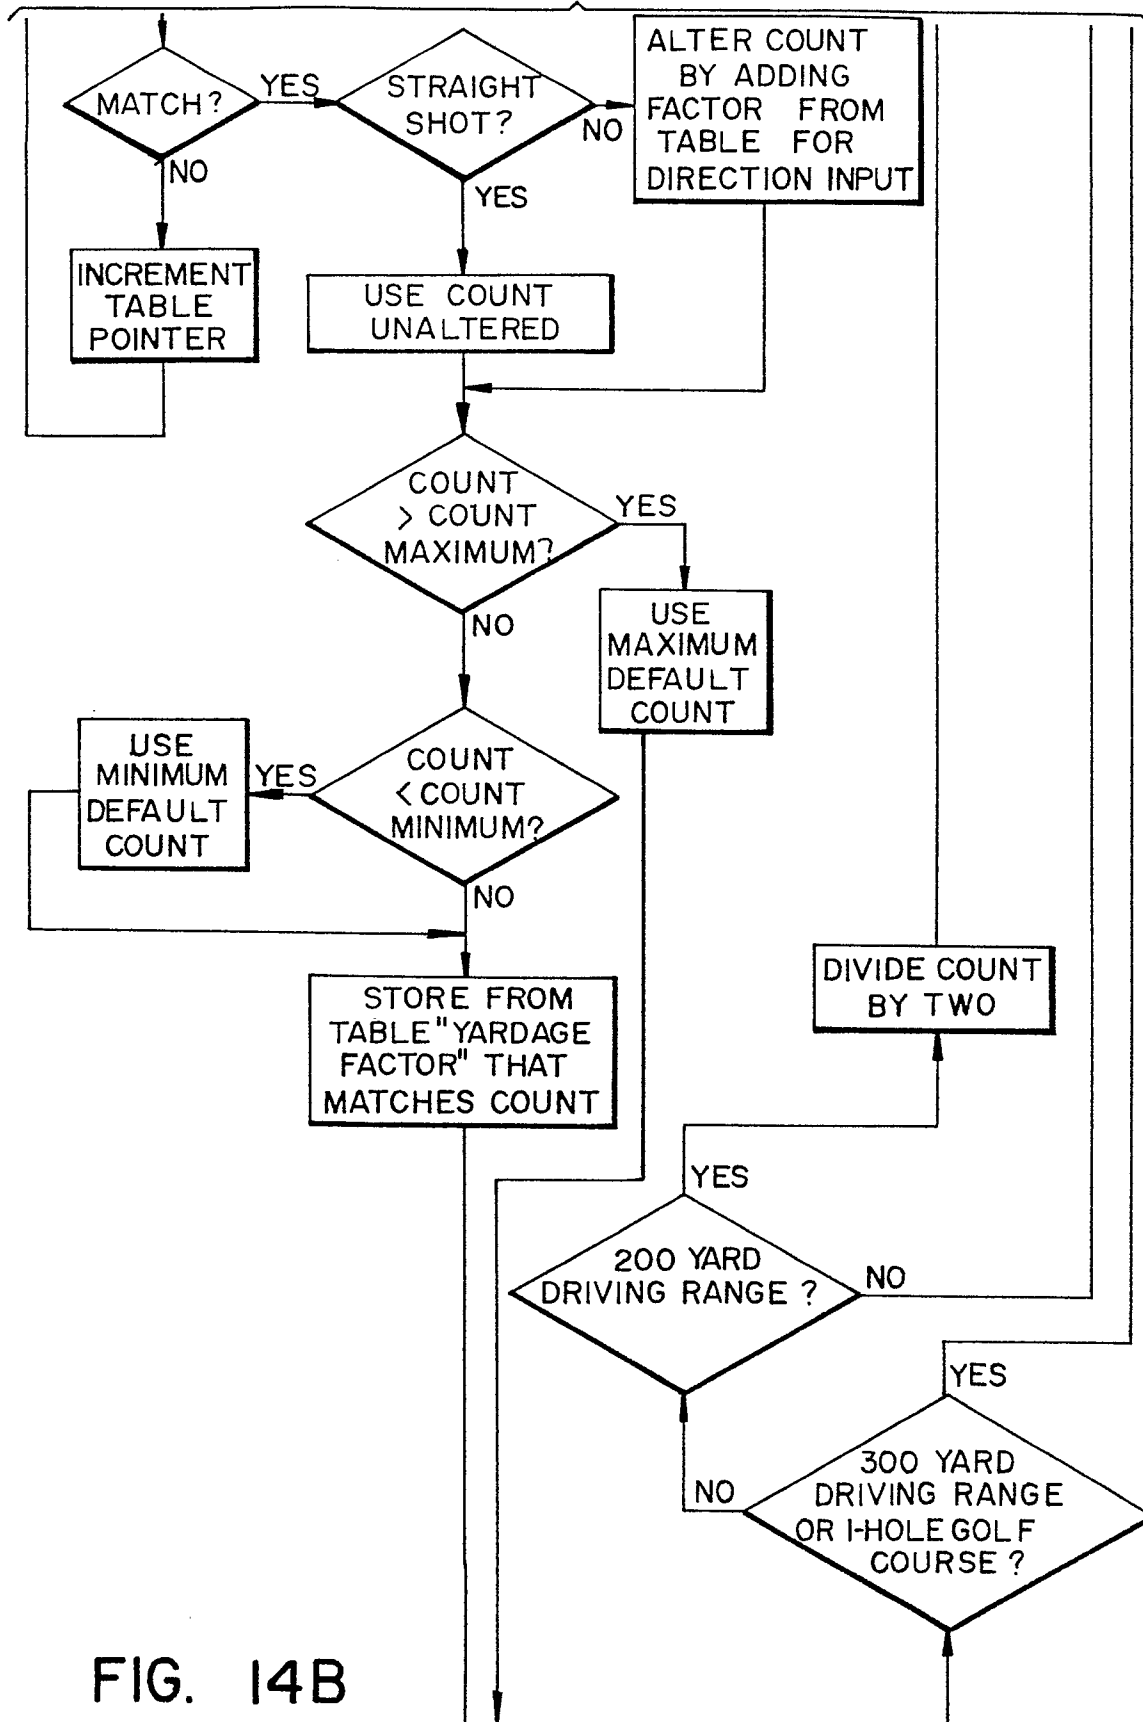 MATCH?
YES
NO
STRAIGHT
SHOT?
NO
YES
ALTER COUNT
BY ADDING
FACTOR FROM
TABLE FOR
DIRECTION INPUT
INCREMENT
TABLE
POINTER
USE COUNT
UNALTERED
COUNT
> COUNT
MAXIMUM?
YES
NO
USE
MAXIMUM
DEFAULT
COUNT
COUNT
< COUNT
MINIMUM?
YES
NO
USE
MINIMUM
DEFAULT
COUNT
STORE FROM
TABLE "YARDAGE
FACTOR" THAT
MATCHES COUNT
DIVIDE COUNT
BY TWO
YES
200 YARD
DRIVING RANGE ?
NO
YES
300 YARD
DRIVING RANGE
OR 1-HOLE GOLF
COURSE ?
NO
FIG. 14B